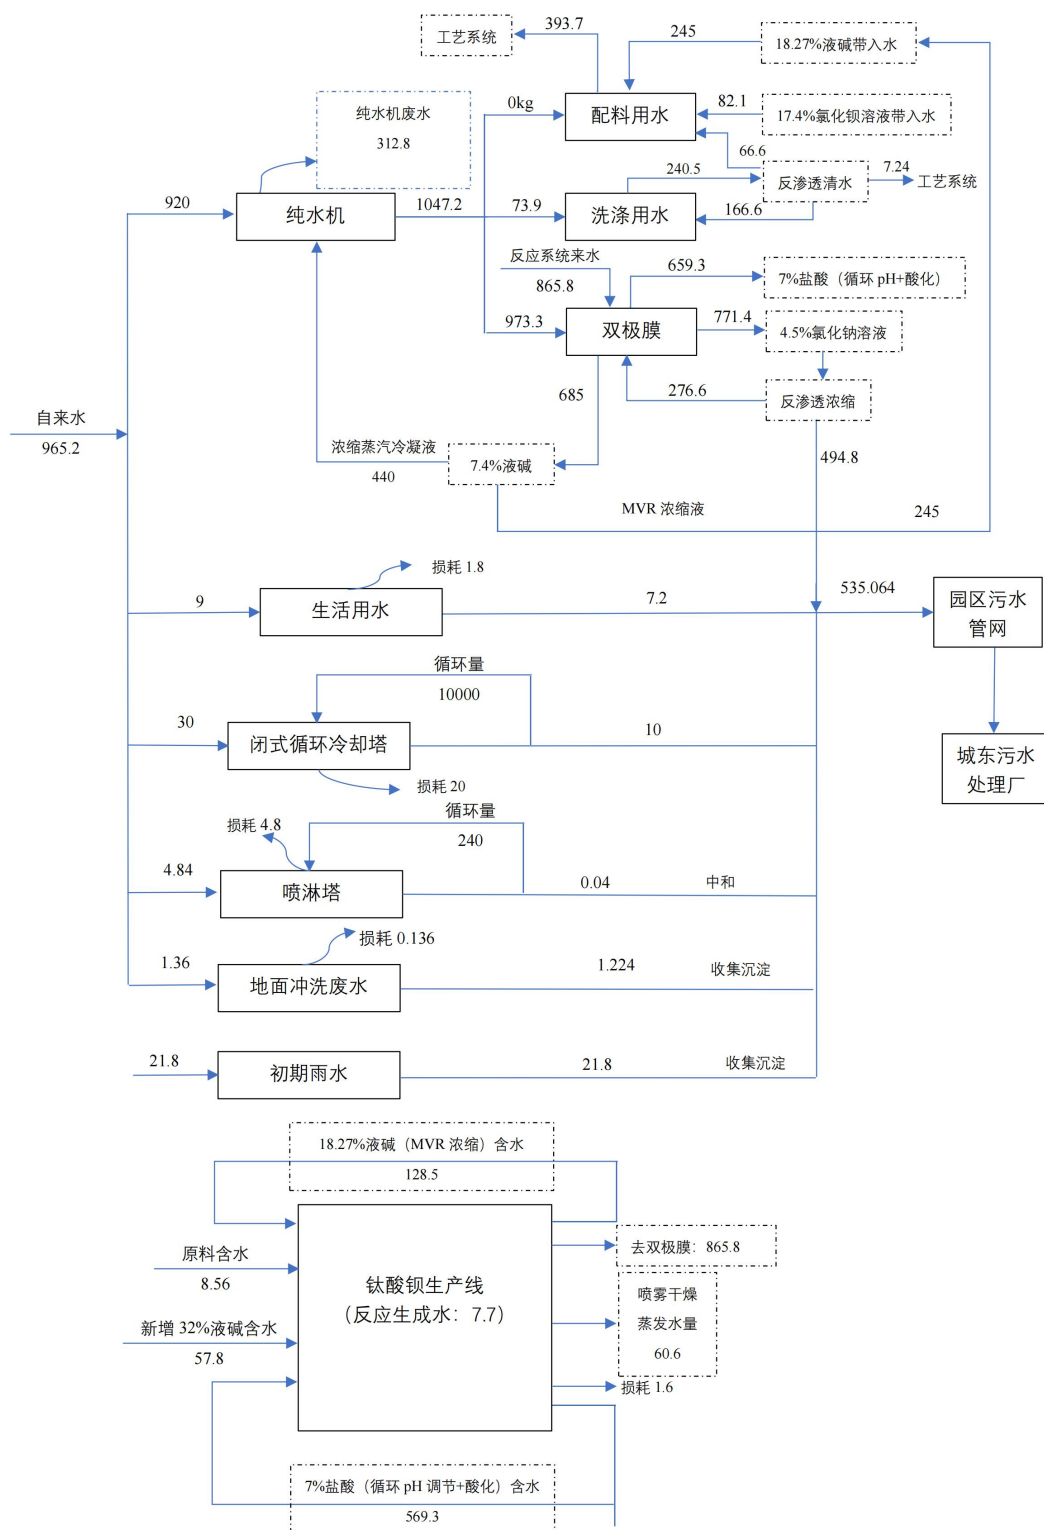 393.7
工艺系统
245
18.27%液碱带入水
纯水机废水
312.8
0kg
配料用水
82.1
17.4%氯化钡溶液带入水
66.6
240.5
反渗透清水
7.24
工艺系统
920
纯水机
1047.2
73.9
洗涤用水
166.6
反应系统来水
865.8
659.3
7%盐酸（循环 pH+酸化）
973.3
双极膜
771.4
4.5%氯化钠溶液
685
276.6
反渗透浓缩
自来水
965.2
浓缩蒸汽冷凝液
440
7.4%液碱
494.8
MVR 浓缩液
245
损耗 1.8
9
生活用水
7.2
535.064
园区污水
管网
循环量
10000
30
闭式循环冷却塔
10
城东污水
处理厂
损耗 20
循环量
损耗 4.8
240
4.84
喷淋塔
0.04
中和
损耗 0.136
1.36
地面冲洗废水
1.224
收集沉淀
21.8
初期雨水
21.8
收集沉淀
18.27%液碱（MVR 浓缩）含水
128.5
原料含水
8.56
钛酸钡生产线
（反应生成水：7.7）
去双极膜：865.8
喷雾干燥
蒸发水量
60.6
新增 32%液碱含水
57.8
损耗 1.6
7%盐酸（循环 pH 调节+酸化）含水
569.3